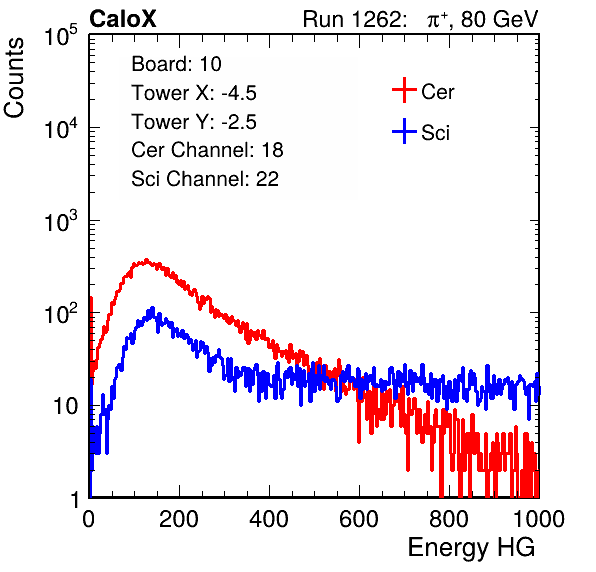 CaloX Run 1262: π⁺, 80 GeV
Counts
10⁵
10⁴
10³
10²
10
1
Board: 10
Tower X: -4.5
Tower Y: -2.5
Cer Channel: 18
Sci Channel: 22
Cer
Sci
0 200 400 600 800 1000
Energy HG